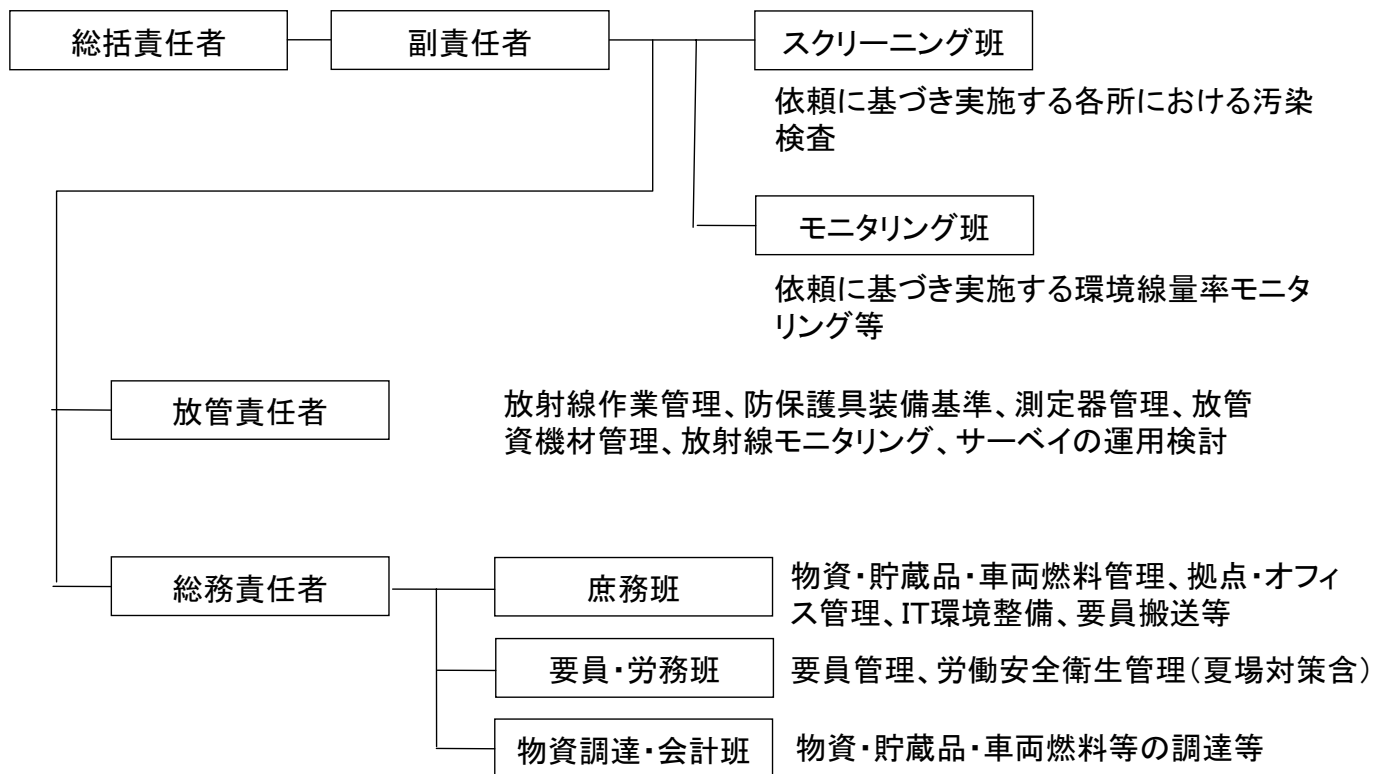 総括責任者
副責任者
スクリーニング班
依頼に基づき実施する各所における汚染
検査
モニタリング班
依頼に基づき実施する環境線量率モニタ
リング等
放管責任者
放射線作業管理、防保護具装備基準、測定器管理、放管
資機材管理、放射線モニタリング、サーベイの運用検討
総務責任者
庶務班
物資・貯蔵品・車両燃料管理、拠点・オフィ
ス管理、IT環境整備、要員搬送等
要員・労務班
要員管理、労働安全衛生管理(夏場対策含)
物資調達・会計班
物資・貯蔵品・車両燃料等の調達等